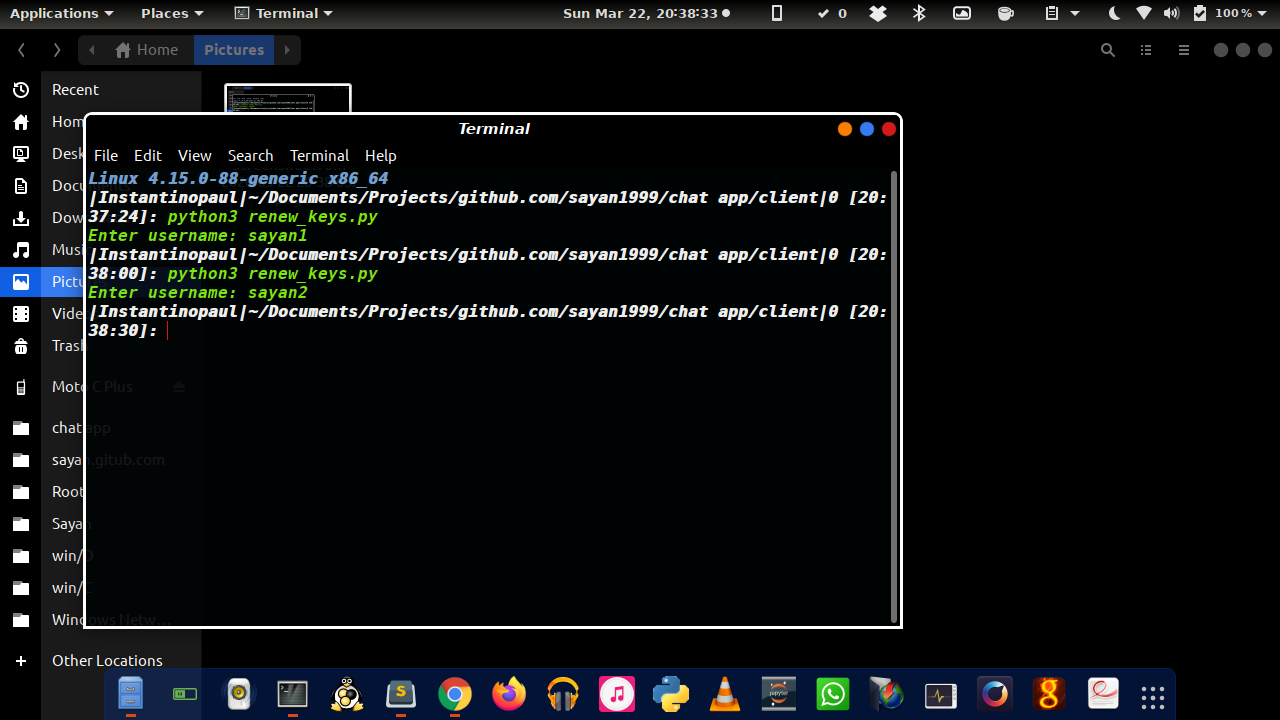 Applications Places Terminal Sun Mar 22, 20:38:33 0 100 %
Home Pictures
Recent
Terminal
File Edit View Search Terminal Help
Linux 4.15.0-88-generic x86_64
|Instantinopaul|~/Documents/Projects/github.com/sayan1999/chat app/client|0 [20:
37:24]: python3 renew_keys.py
Enter username: sayan1
|Instantinopaul|~/Documents/Projects/github.com/sayan1999/chat app/client|0 [20:
38:00]: python3 renew_keys.py
Enter username: sayan2
|Instantinopaul|~/Documents/Projects/github.com/sayan1999/chat app/client|0 [20:
38:30]:
Hom
Desk
Docu
Dow
Musi
Pictu
Vide
Trash
Moto C Plus
chat app
sayan.gitub.com
Root
Sayan
win/D
win/C
Windows Netw...
Other Locations